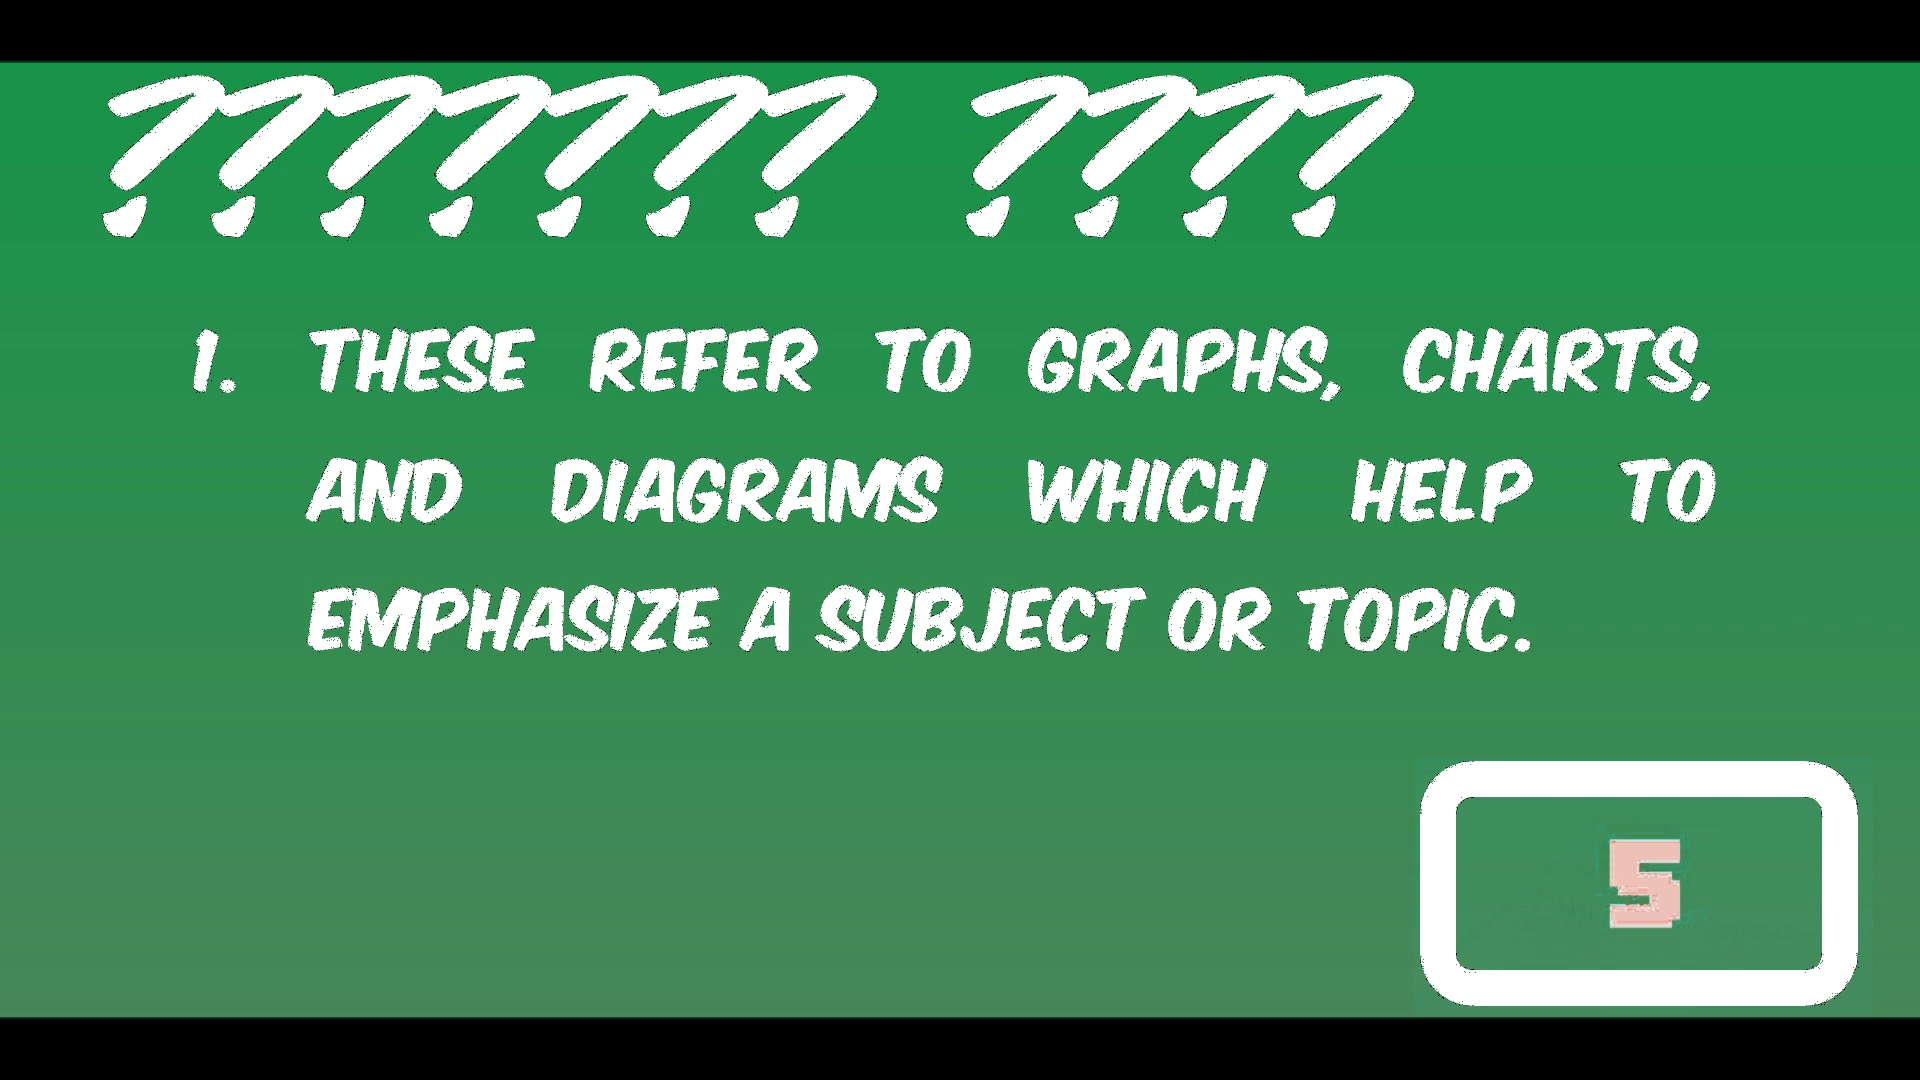 ??????? ????
1. THESE REFER TO GRAPHS, CHARTS,
AND DIAGRAMS WHICH HELP TO
EMPHASIZE A SUBJECT OR TOPIC.
5